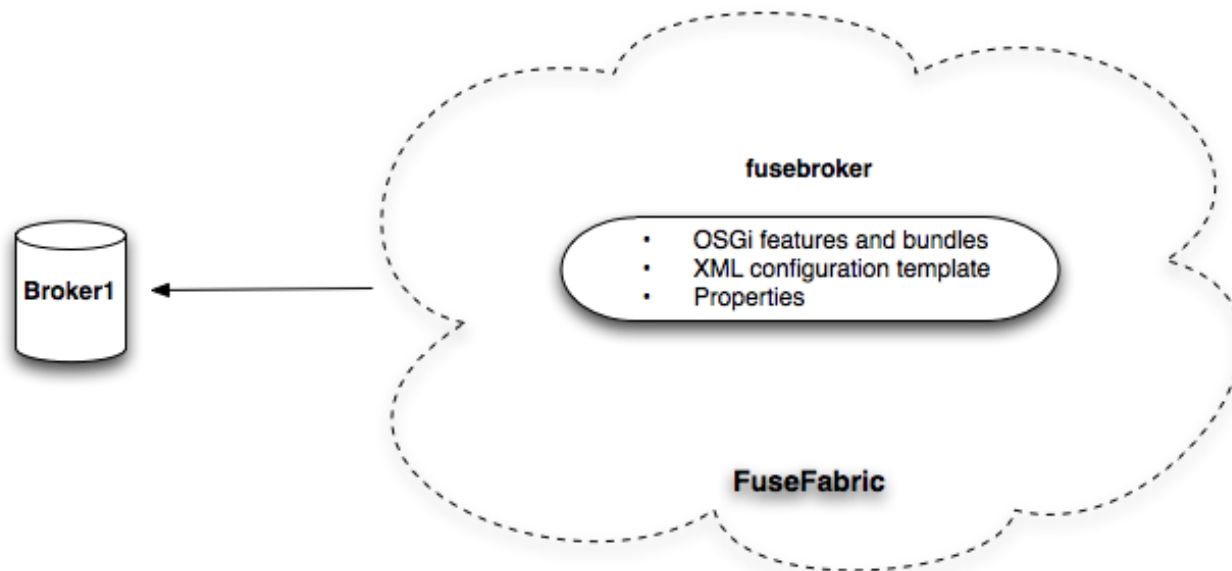 fusebroker
• OSGi features and bundles
• XML configuration template
• Properties
Broker1
FuseFabric